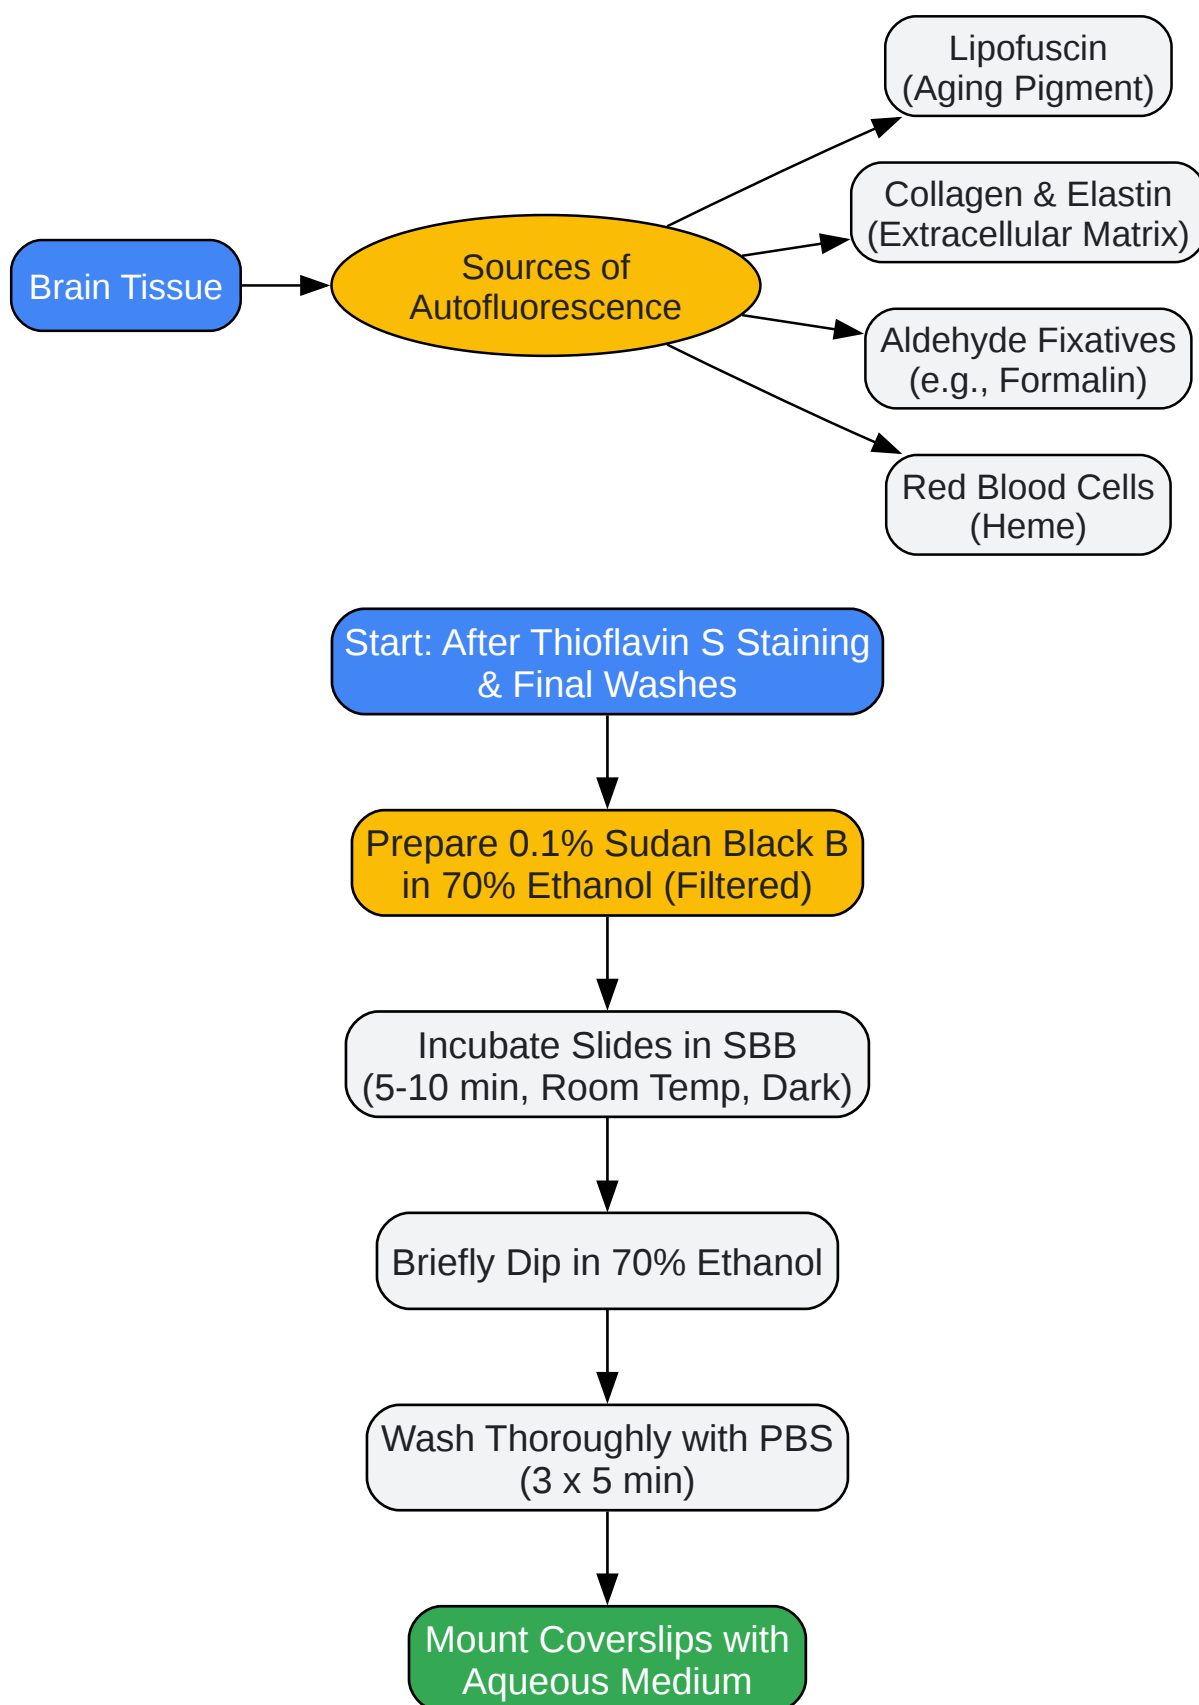 Lipofuscin
(Aging Pigment)
Collagen & Elastin
(Extracellular Matrix)
Brain Tissue
Sources of
Autofluorescence
Aldehyde Fixatives
(e.g., Formalin)
Red Blood Cells
(Heme)
Start: After Thioflavin S Staining
& Final Washes
Prepare 0.1% Sudan Black B
in 70% Ethanol (Filtered)
Incubate Slides in SBB
(5-10 min, Room Temp, Dark)
Briefly Dip in 70% Ethanol
Wash Thoroughly with PBS
(3 x 5 min)
Mount Coverslips with
Aqueous Medium